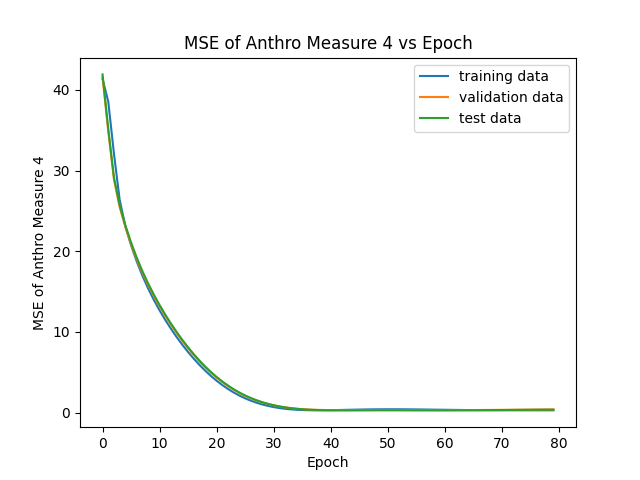 MSE of Anthro Measure 4 vs Epoch
training data
validation data
test data
MSE of Anthro Measure 4
40
30
20
10
0
0 10 20 30 40 50 60 70 80
Epoch